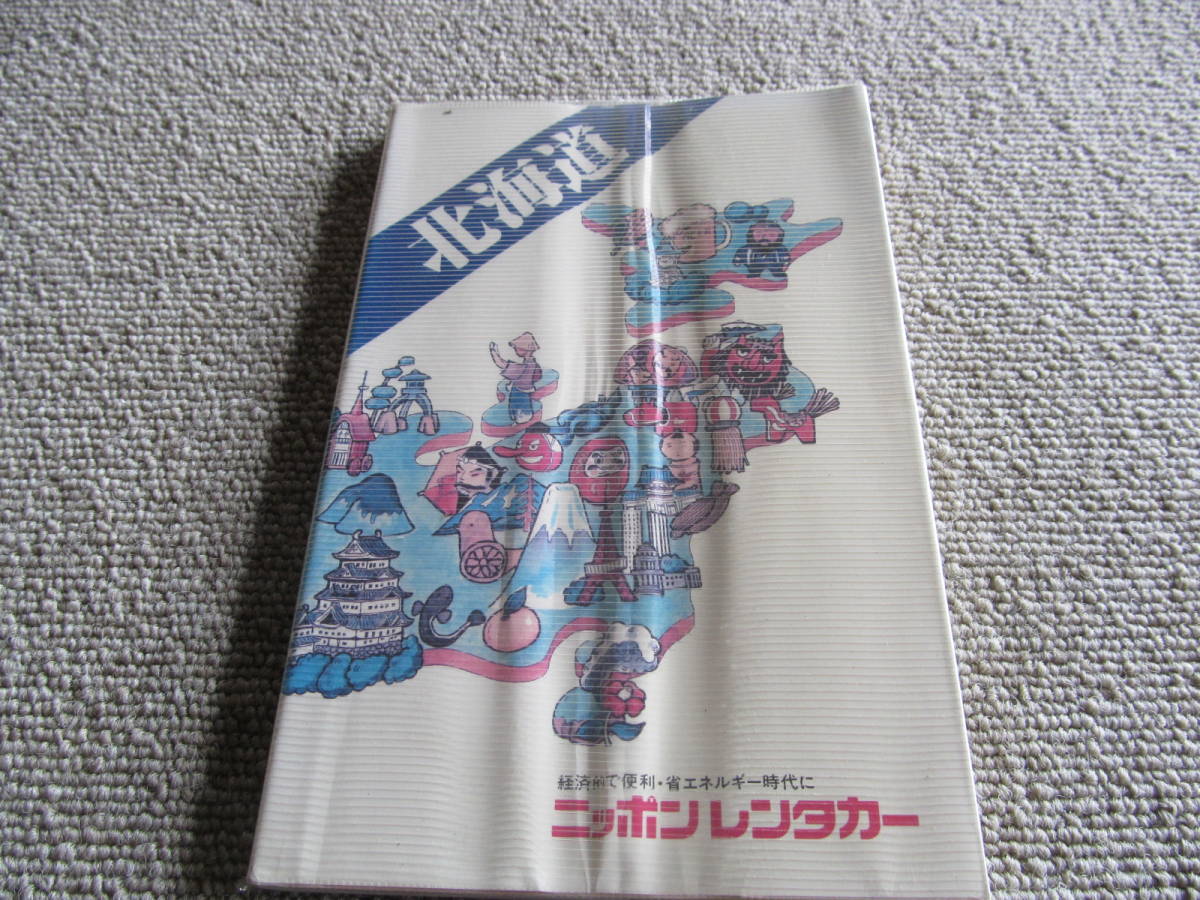 北海道
経済的で便利・省エネルギー時代に
ニッポンレンタカー